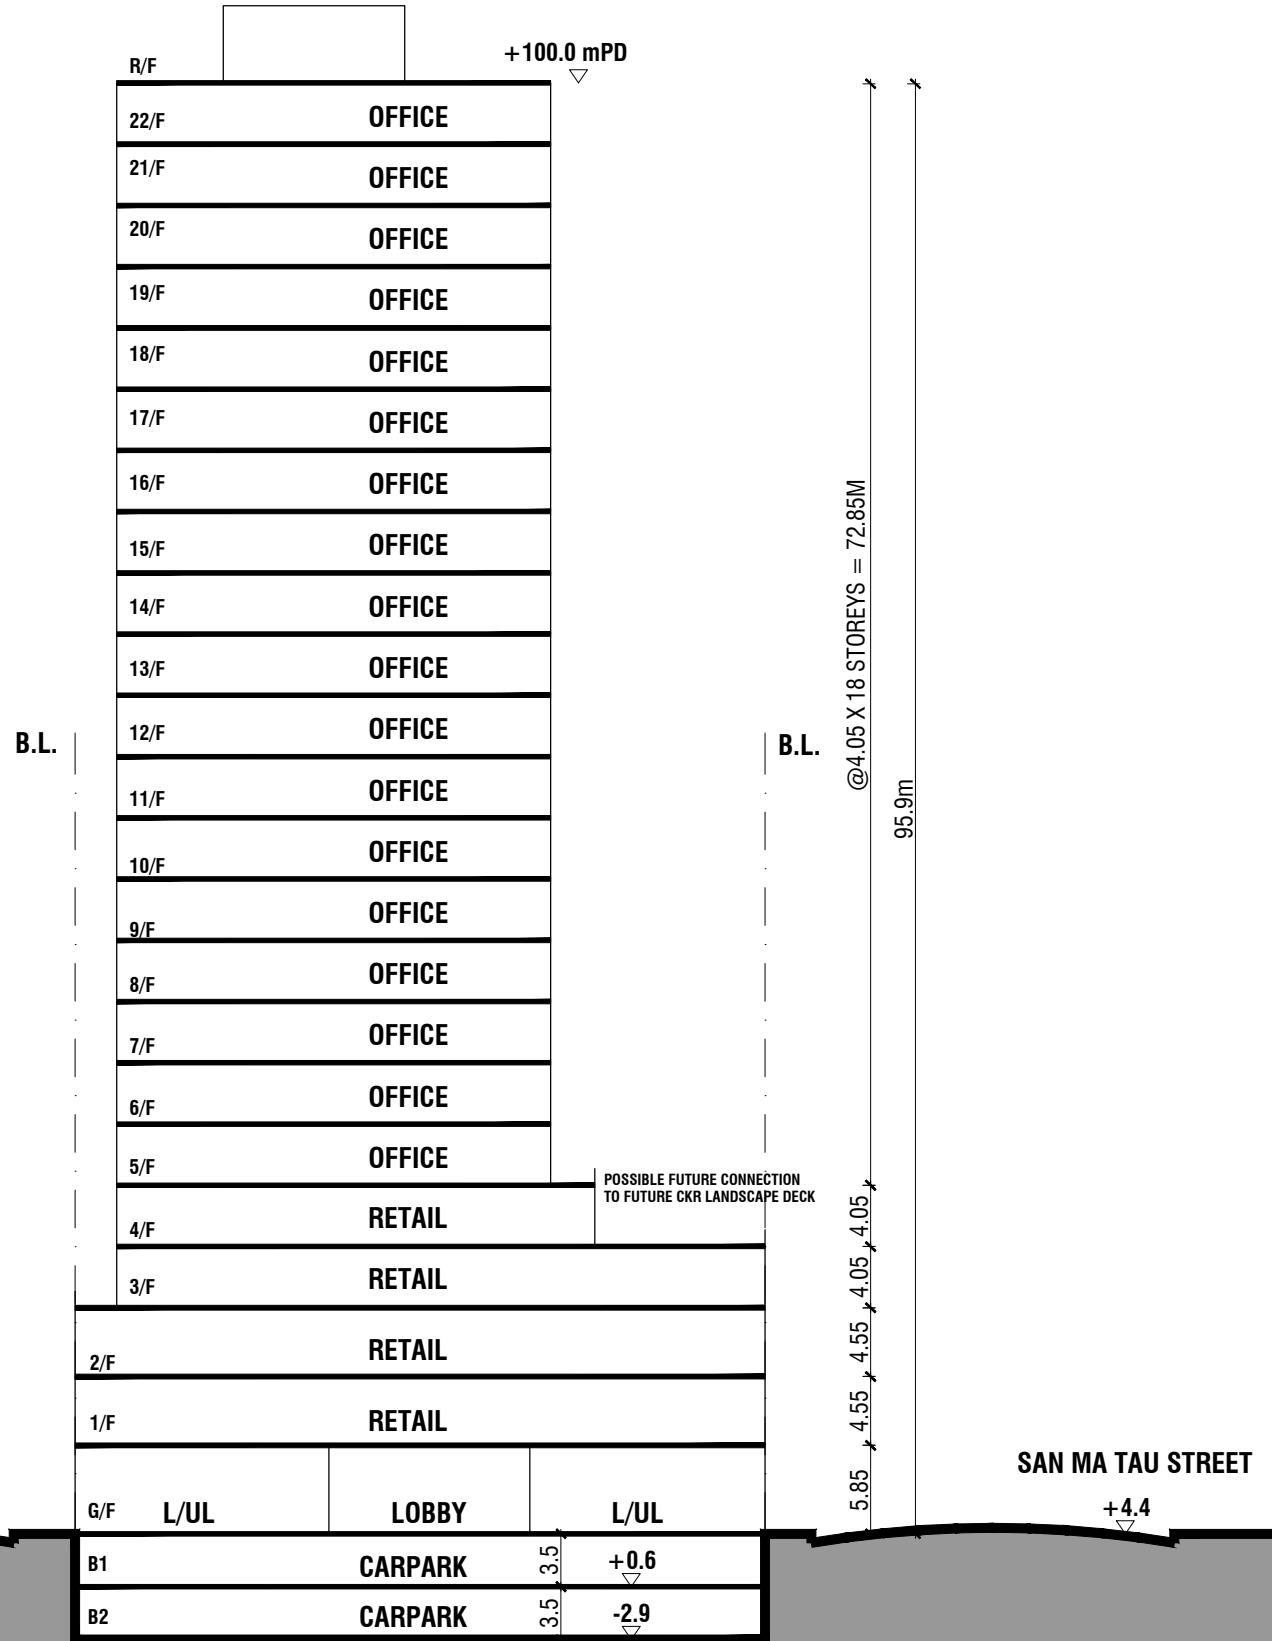 +100.0 mPD
R/F
22/F OFFICE
21/F OFFICE
20/F OFFICE
19/F OFFICE
18/F OFFICE
17/F OFFICE
16/F OFFICE
15/F OFFICE
14/F OFFICE
13/F OFFICE
12/F OFFICE
11/F OFFICE
10/F OFFICE
9/F OFFICE
8/F OFFICE
7/F OFFICE
6/F OFFICE
5/F OFFICE
4/F RETAIL
3/F RETAIL
2/F RETAIL
1/F RETAIL
G/F L/UL LOBBY L/UL
B1 CARPARK 3.5 +0.6
B2 CARPARK 3.5 -2.9
B.L.
B.L.
POSSIBLE FUTURE CONNECTION
TO FUTURE CKR LANDSCAPE DECK
@4.05 X 18 STOREYS = 72.85M
95.9m
4.05
4.05
4.55
4.55
5.85
SAN MA TAU STREET
+4.4